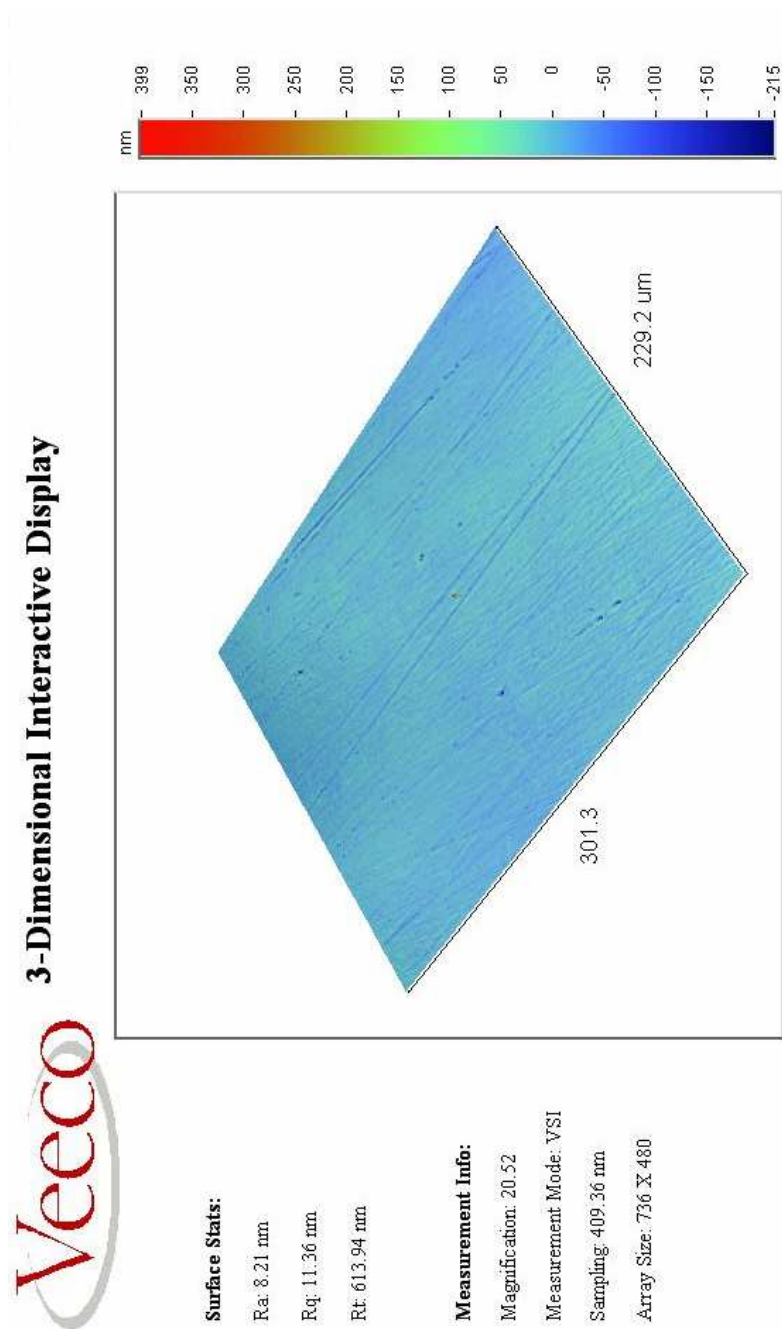 Veeco
3-Dimensional Interactive Display
Surface Stats:
Ra: 8.21 nm
Rq: 11.36 nm
Rt: 613.94 nm
Measurement Info:
Magnification: 20.52
Measurement Mode: VSI
Sampling: 409.36 nm
Array Size: 736 X 480
301.3
229.2 um
nm
399
350
300
250
200
150
100
50
0
-50
-100
-150
-215